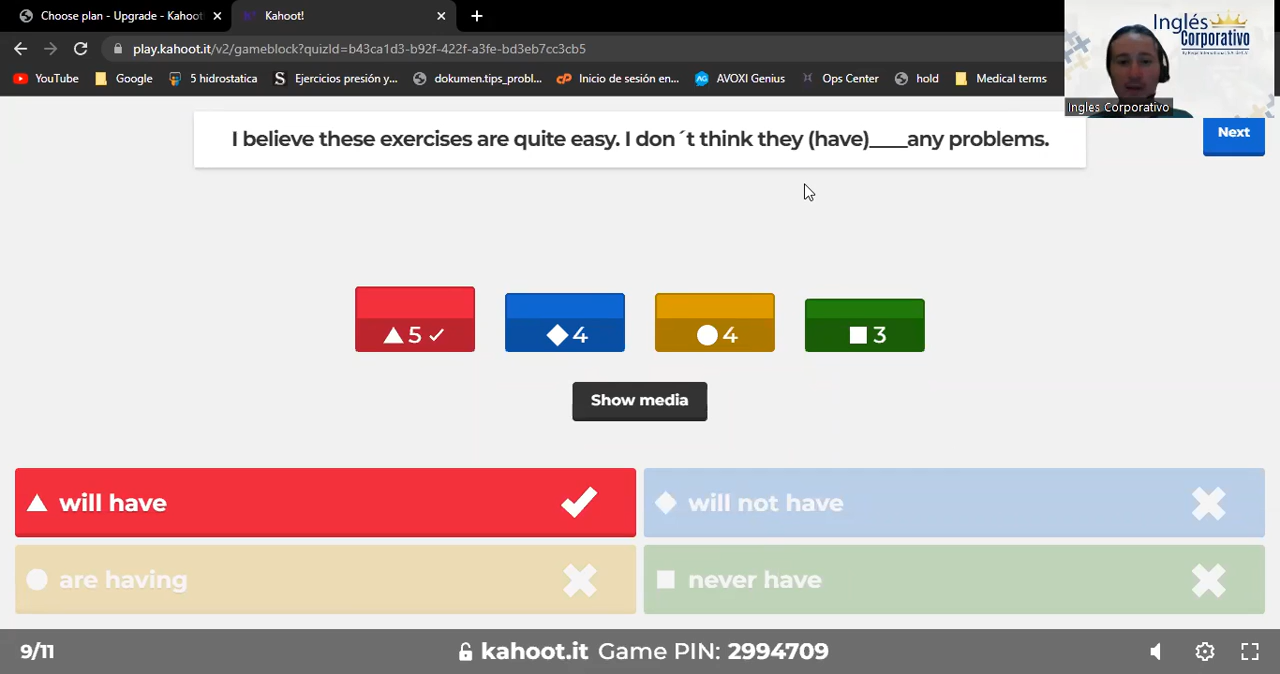 Choose plan - Upgrade - Kahoot
Kahoot!
play.kahoot.it/v2/gameblock?quizId=b43ca1d3-b92f-422f-a3fe-bd3eb7cc3cb5
YouTube
Google
5 hidrostatica
Ejercicios presión y...
dokumen.tips_probl...
Inicio de sesión en...
AVOXI Genius
Ops Center
hold
Medical terms
Inglés
Corporativo
Ingles Corporativo
I believe these exercises are quite easy. I don´t think they (have)____any problems.
Next
5
4
4
3
Show media
will have
will not have
are having
never have
9/11
kahoot.it Game PIN: 2994709